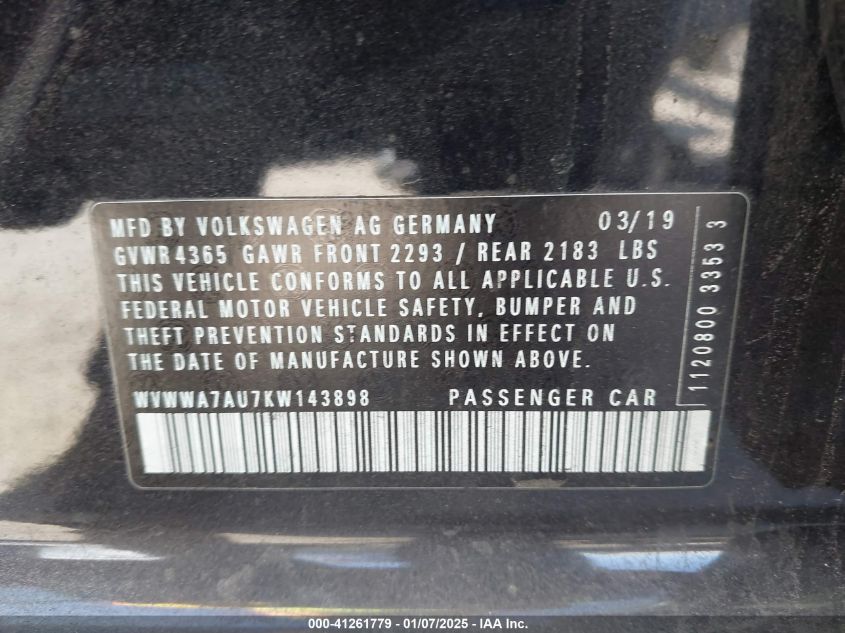 MFD BY VOLKSWAGEN AG GERMANY 03/19
GVWR 4365 GAWR FRONT 2293 / REAR 2183 LBS
THIS VEHICLE CONFORMS TO ALL APPLICABLE U.S.
FEDERAL MOTOR VEHICLE SAFETY, BUMPER AND
THEFT PREVENTION STANDARDS IN EFFECT ON
THE DATE OF MANUFACTURE SHOWN ABOVE.
WVWWA7AU7KW143898 PASSENGER CAR
1120800 3353 3
000-41261779 - 01/07/2025 - IAA Inc.